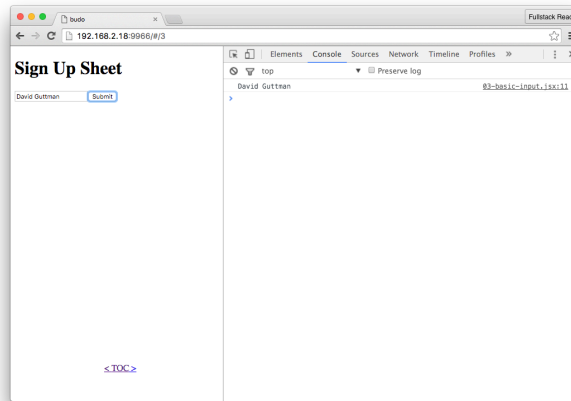 budo
Fullstack Reac
192.168.2.18:9966/#/3
Elements Console Sources Network Timeline Profiles »
top Preserve log
David Guttman 03-basic-input.jsx:11
Sign Up Sheet
David Guttman Submit
< TOC >